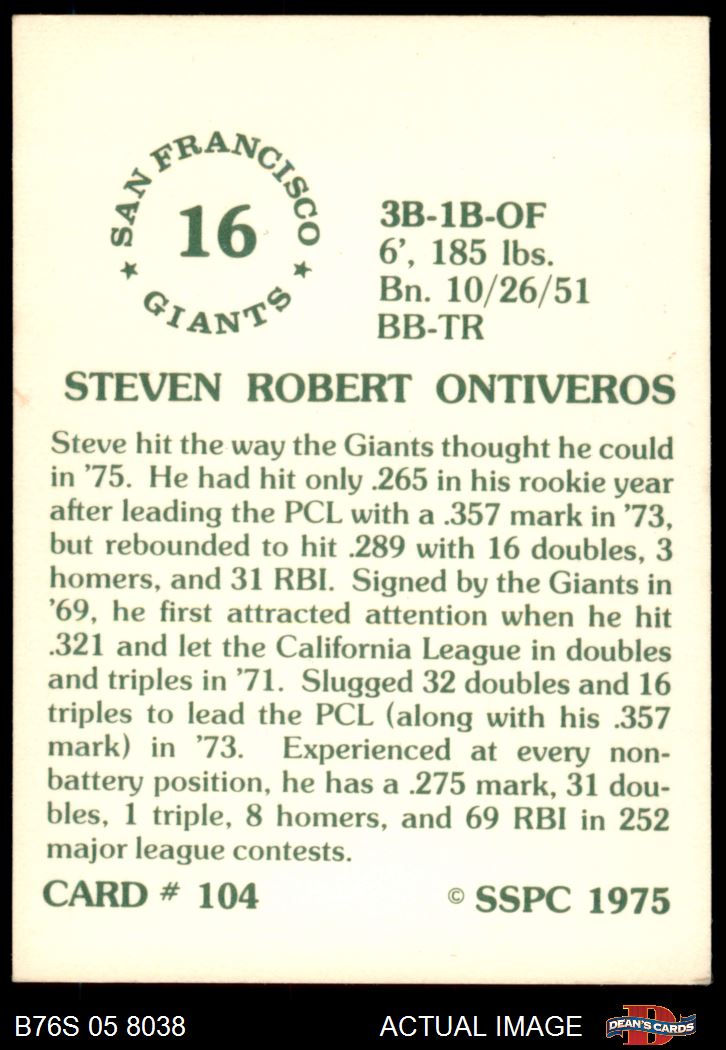 SAN FRANCISCO
16
GIANTS
3B-1B-OF
6', 185 lbs.
Bn. 10/26/51
BB-TR
STEVEN ROBERT ONTIVEROS
Steve hit the way the Giants thought he could
in '75. He had hit only .265 in his rookie year
after leading the PCL with a .357 mark in '73,
but rebounded to hit .289 with 16 doubles, 3
homers, and 31 RBI. Signed by the Giants in
'69, he first attracted attention when he hit
.321 and let the California League in doubles
and triples in '71. Slugged 32 doubles and 16
triples to lead the PCL (along with his .357
mark) in '73. Experienced at every non-
battery position, he has a .275 mark, 31 dou-
bles, 1 triple, 8 homers, and 69 RBI in 252
major league contests.
CARD # 104 © SSPC 1975
B76S 05 8038 ACTUAL IMAGE D DEAN'S CARDS